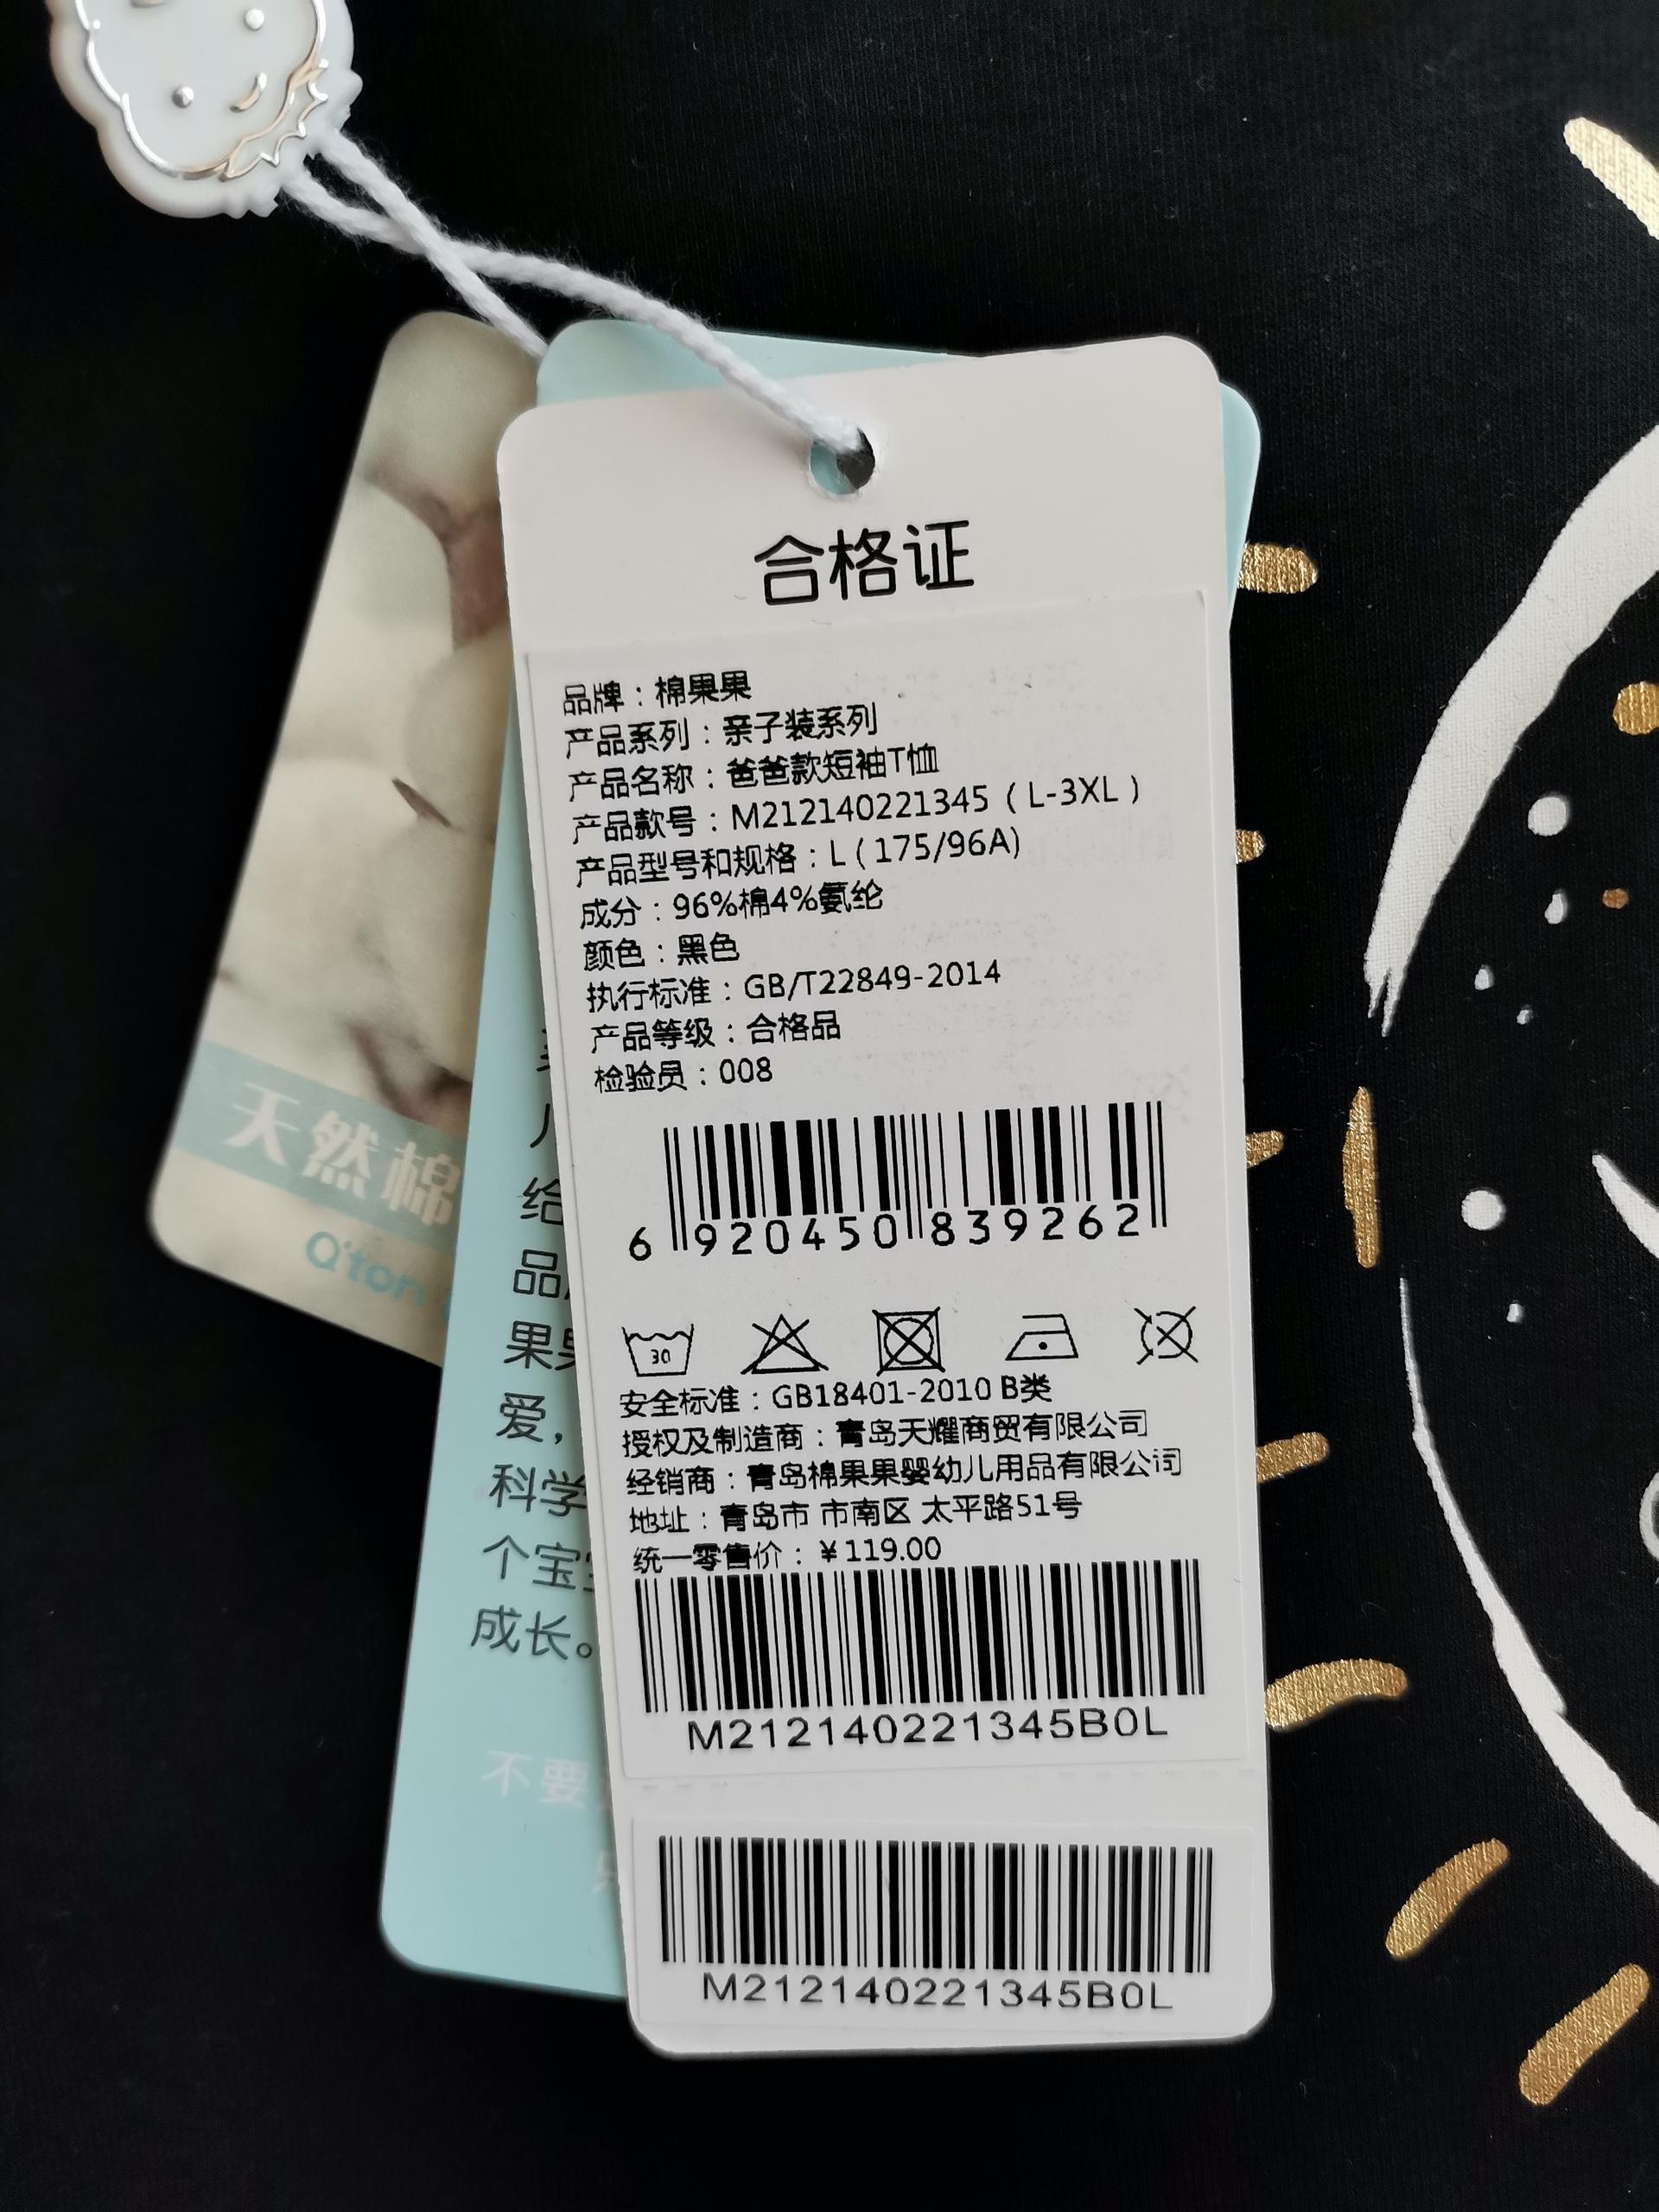 合格证
品牌：棉果果
产品系列：亲子装系列
产品名称：爸爸款短袖T恤
产品款号：M212140221345（L-3XL）
产品型号和规格：L（175/96A)
成分：96%棉4%氨纶
颜色：黑色
执行标准：GB/T22849-2014
产品等级：合格品
检验员：008
6 920450 839262
30
安全标准：GB18401-2010 B类
授权及制造商：青岛天耀商贸有限公司
经销商：青岛棉果果婴幼儿用品有限公司
地址：青岛市 市南区 太平路51号
统一零售价：¥119.00
M212140221345B0L
M212140221345B0L
给
品
果果
爱，
科学
个宝
成长。
不要
天然棉
Q'ton